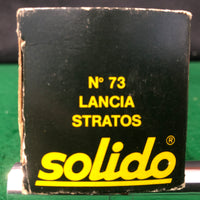 N° 73
LANCIA
STRATOS
solido®